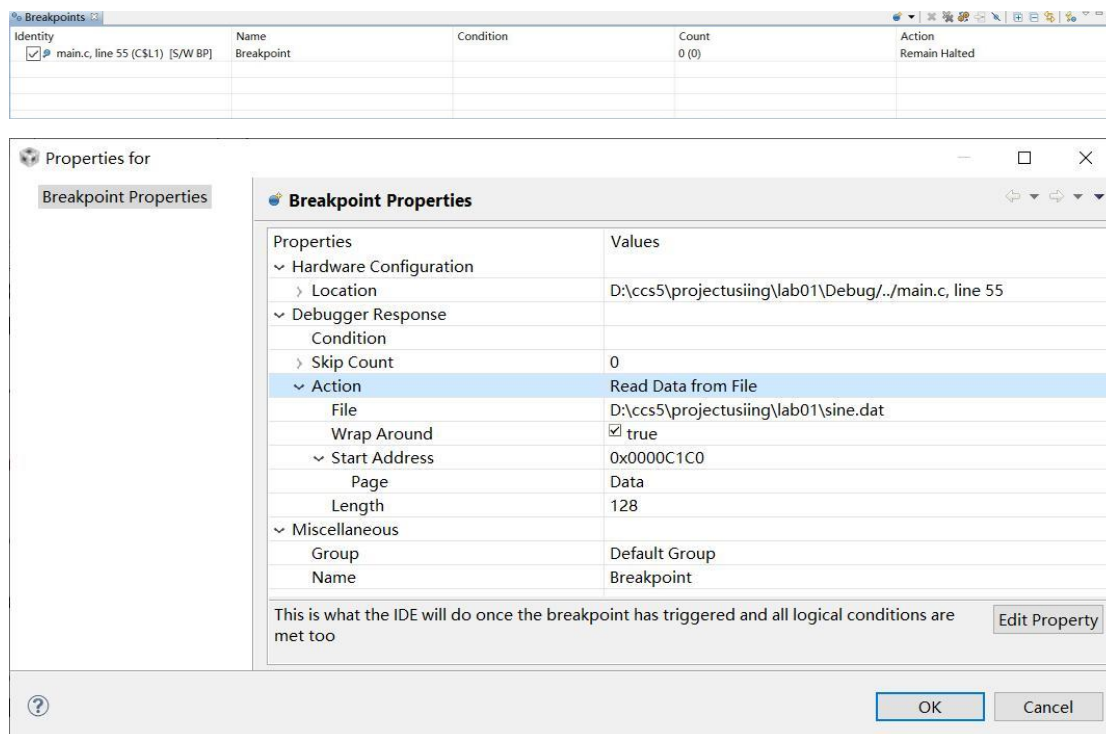 Breakpoints
Identity Name Condition Count Action
main.c, line 55 (C$L1) [S/W BP] Breakpoint 0 (0) Remain Halted
Properties for
Breakpoint Properties
Breakpoint Properties
Properties Values
Hardware Configuration
Location D:\ccs5\projectusiing\lab01\Debug/../main.c, line 55
Debugger Response
Condition
Skip Count 0
Action Read Data from File
File D:\ccs5\projectusiing\lab01\sine.dat
Wrap Around true
Start Address 0x0000C1C0
Page Data
Length 128
Miscellaneous
Group Default Group
Name Breakpoint
This is what the IDE will do once the breakpoint has triggered and all logical conditions are
met too
Edit Property
OK Cancel